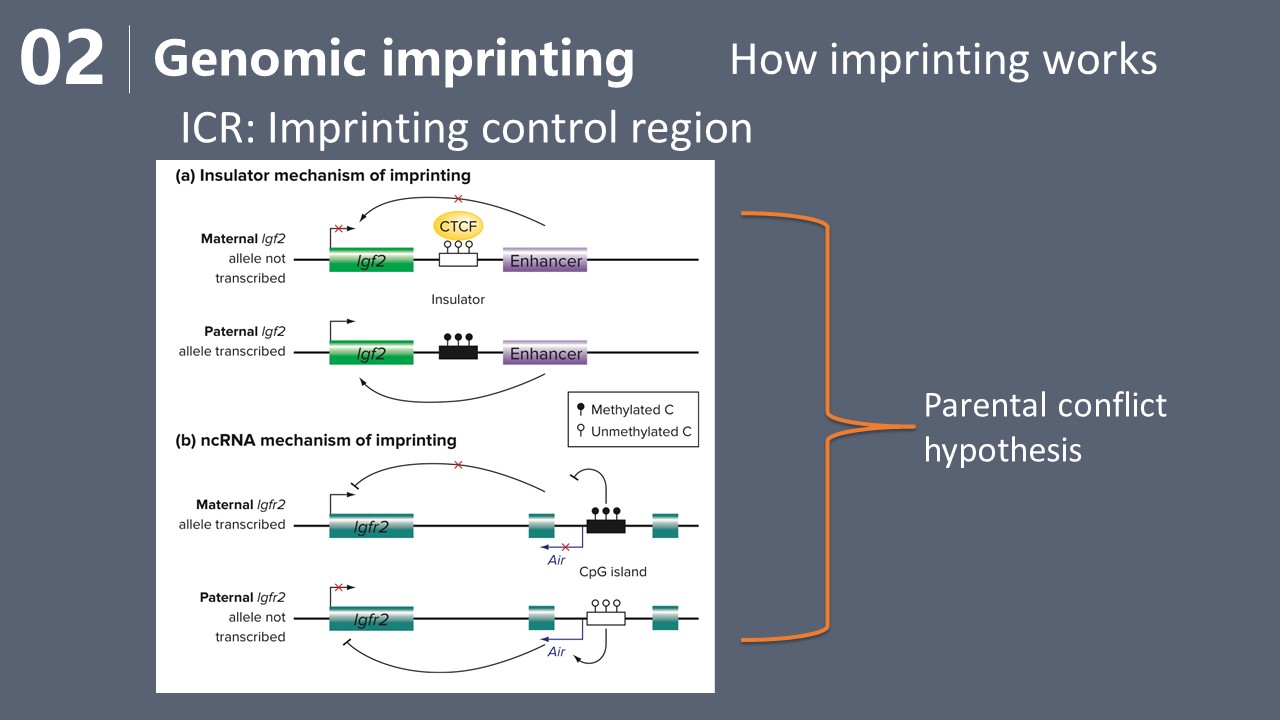 02 Genomic imprinting How imprinting works
ICR: Imprinting control region
(a) Insulator mechanism of imprinting
CTCF
Maternal Igf2
allele not
transcribed
Igf2
Enhancer
Insulator
Paternal Igf2
allele transcribed
Igf2
Enhancer
Methylated C
Unmethylated C
(b) ncRNA mechanism of imprinting
Maternal Igfr2
allele transcribed
Igfr2
Air
CpG island
Paternal Igfr2
allele not
transcribed
Igfr2
Air
Parental conflict
hypothesis